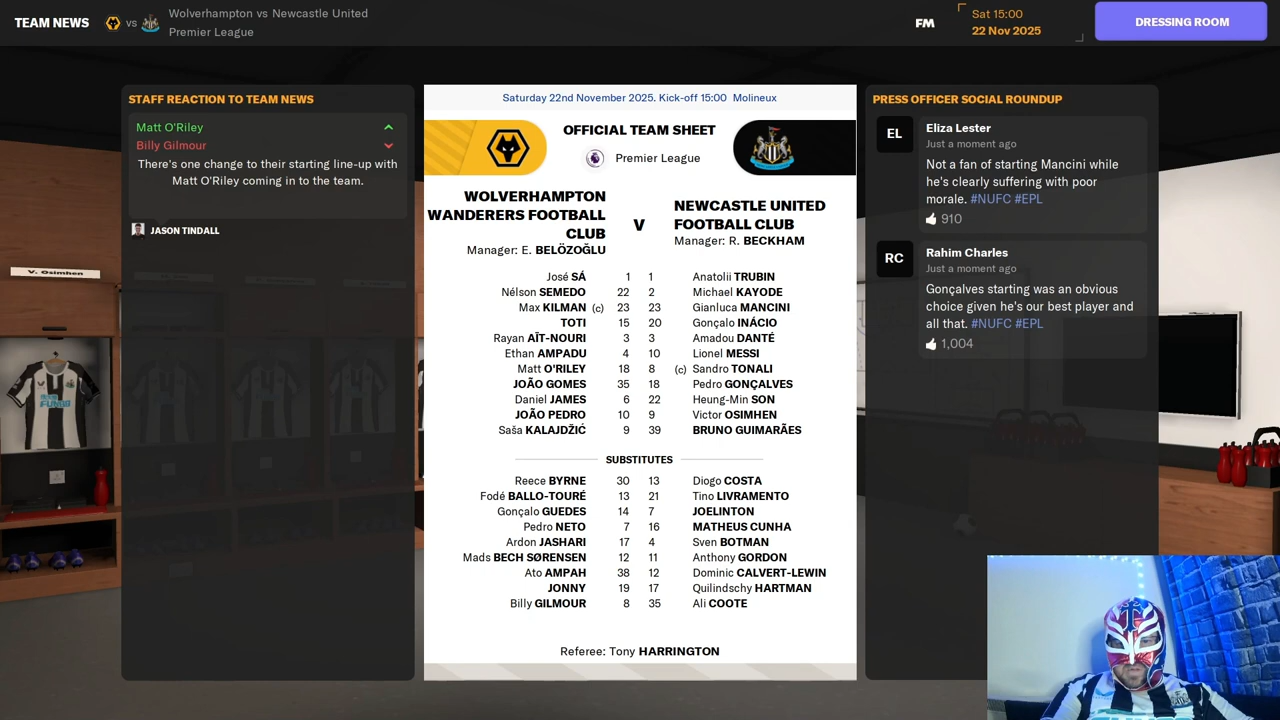 TEAM NEWS
vs
Wolverhampton vs Newcastle United
Premier League
FM
Sat 15:00
22 Nov 2025
DRESSING ROOM
STAFF REACTION TO TEAM NEWS
Matt O'Riley
Billy Gilmour
There's one change to their starting line-up with
Matt O'Riley coming in to the team.
JASON TINDALL
V. Osimhen
Saturday 22nd November 2025. Kick-off 15:00 Molineux
OFFICIAL TEAM SHEET
Premier League
WOLVERHAMPTON
WANDERERS FOOTBALL
CLUB
Manager: E. BELÖZOĞLU
V
NEWCASTLE UNITED
FOOTBALL CLUB
Manager: R. BECKHAM
José SÁ 1 1 Anatolii TRUBIN
Nélson SEMEDO 22 2 Michael KAYODE
Max KILMAN (c) 23 23 Gianluca MANCINI
TOTI 15 20 Gonçalo INÁCIO
Rayan AÏT-NOURI 3 3 Amadou DANTÉ
Ethan AMPADU 4 10 Lionel MESSI
Matt O'RILEY 18 8 (c) Sandro TONALI
JOÃO GOMES 35 18 Pedro GONÇALVES
Daniel JAMES 6 22 Heung-Min SON
JOÃO PEDRO 10 9 Victor OSIMHEN
Saša KALAJDŽIĆ 9 39 BRUNO GUIMARÃES
SUBSTITUTES
Reece BYRNE 30 13 Diogo COSTA
Fodé BALLO-TOURÉ 13 21 Tino LIVRAMENTO
Gonçalo GUEDES 14 7 JOELINTON
Pedro NETO 7 16 MATHEUS CUNHA
Ardon JASHARI 17 4 Sven BOTMAN
Mads BECH SØRENSEN 12 11 Anthony GORDON
Ato AMPAH 38 12 Dominic CALVERT-LEWIN
JONNY 19 17 Quilindschy HARTMAN
Billy GILMOUR 8 35 Ali COOTE
Referee: Tony HARRINGTON
PRESS OFFICER SOCIAL ROUNDUP
EL
Eliza Lester
Just a moment ago
Not a fan of starting Mancini while
he's clearly suffering with poor
morale. #NUFC #EPL
910
RC
Rahim Charles
Just a moment ago
Gonçalves starting was an obvious
choice given he's our best player and
all that. #NUFC #EPL
1,004